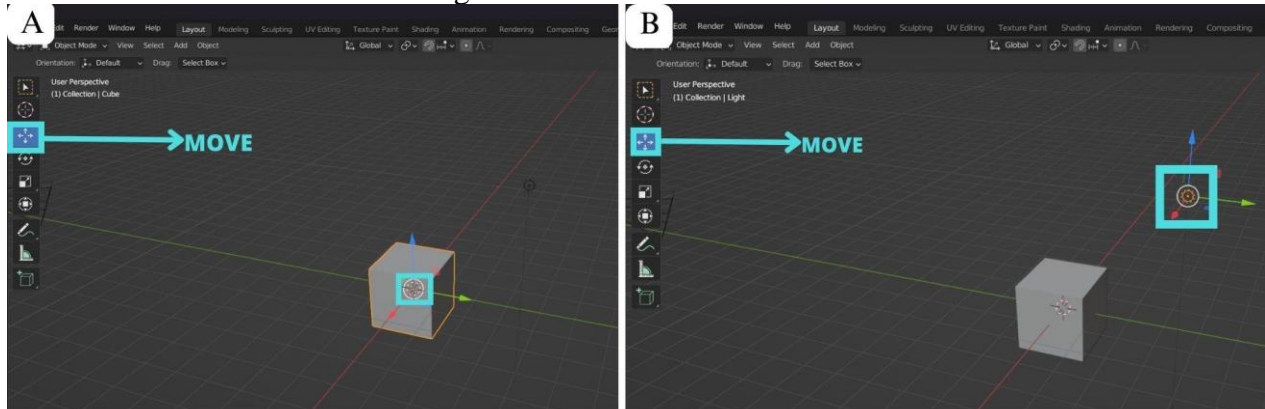 A
Edit Render Window Help Layout Modeling Sculpting UV Editing Texture Paint Shading Animation Rendering Compositing
Object Mode View Select Add Object Global
Orientation: Default Drag: Select Box
User Perspective
(1) Collection | Cube
MOVE
B
Edit Render Window Help Layout Modeling Sculpting UV Editing Texture Paint Shading Animation Rendering Compositing
Object Mode View Select Add Object Global
Orientation: Default Drag: Select Box
User Perspective
(1) Collection | Light
MOVE